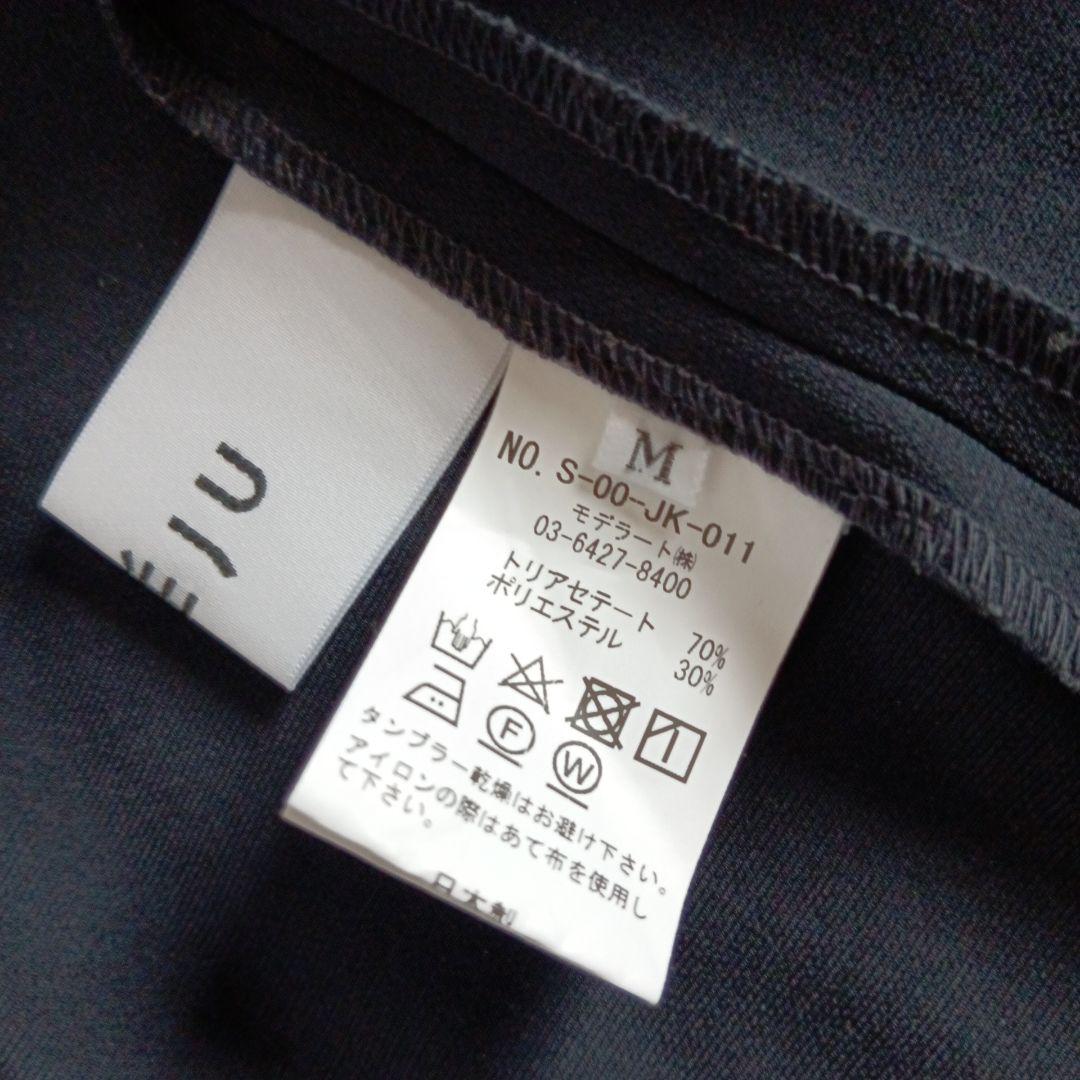 M
NO. S-00-JK-011
モデラート㈱
03-6427-8400
トリアセテート 70%
ポリエステル 30%
F
W
タンブラー乾燥はお避け下さい。
アイロンの際はあて布を使用し
て下さい。
日本製